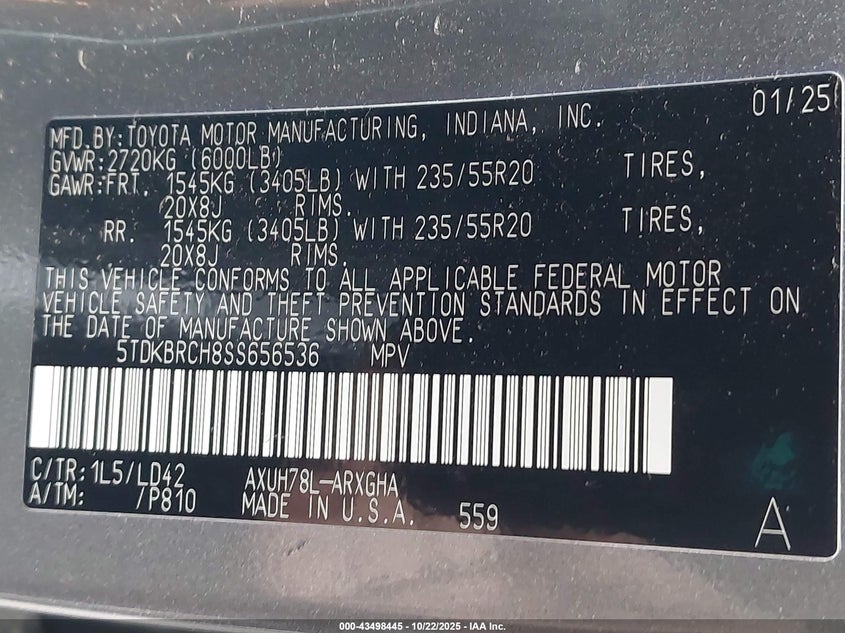 01/25
MFD.BY:TOYOTA MOTOR MANUFACTURING, INDIANA, INC.
GVWR:2720KG (6000LB)
GAWR:FRT. 1545KG (3405LB) WITH 235/55R20 TIRES,
20X8J RIMS.
RR. 1545KG (3405LB) WITH 235/55R20 TIRES,
20X8J RIMS.
THIS VEHICLE CONFORMS TO ALL APPLICABLE FEDERAL MOTOR
VEHICLE SAFETY AND THEFT PREVENTION STANDARDS IN EFFECT ON
THE DATE OF MANUFACTURE SHOWN ABOVE.
5TDKBRCH8SS656536 MPV
C/TR:1L5/LD42 AXUH78L-ARXGHA
A/TM: /P810 MADE IN U.S.A. 559
A
000-43498445 - 10/22/2025 - IAA Inc.